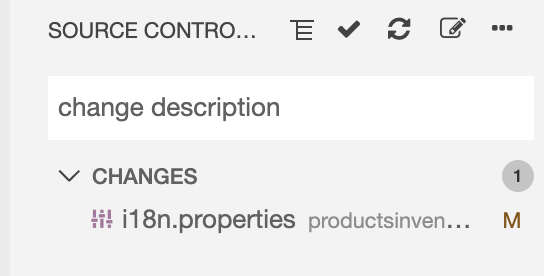 SOURCE CONTRO...
change description
CHANGES 1
i18n.properties productsinven... M